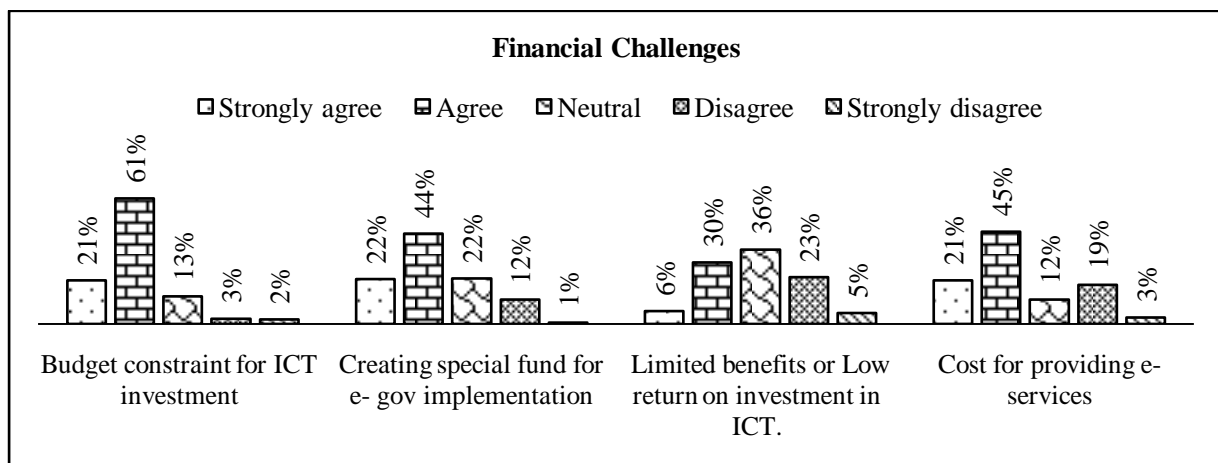 Financial Challenges
Strongly agree Agree Neutral Disagree Strongly disagree
21% 61% 13% 3% 2% 22% 44% 22% 12% 1% 6% 30% 36% 23% 5% 21% 45% 12% 19% 3%
Budget constraint for ICT
investment
Creating special fund for
e- gov implementation
Limited benefits or Low
return on investment in
ICT.
Cost for providing e-
services